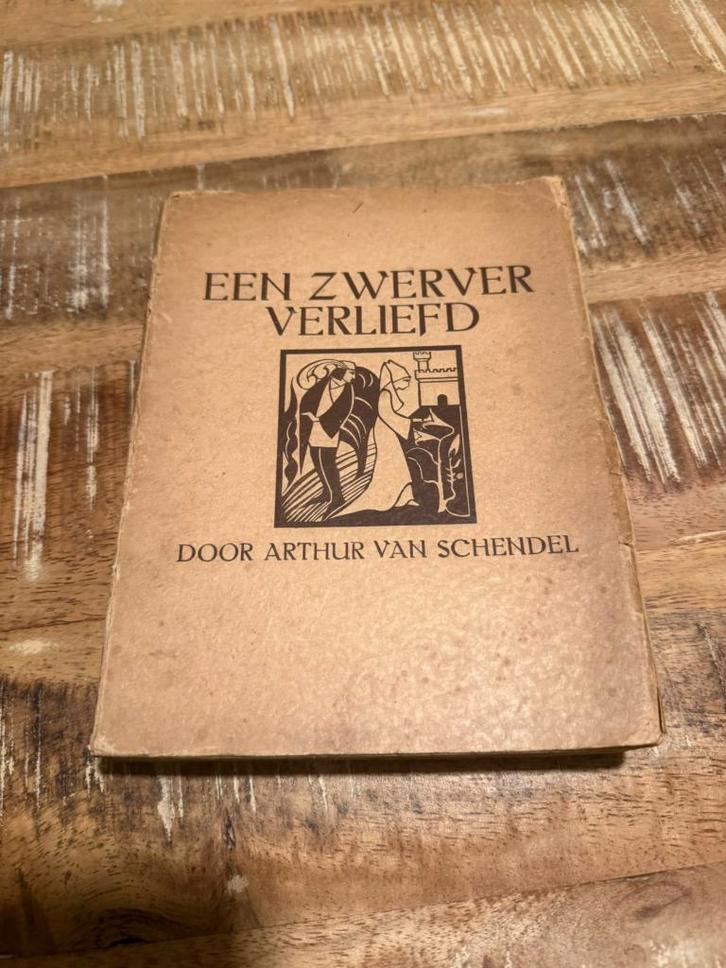 EEN ZWERVER
VERLIEFD
DOOR ARTHUR VAN SCHENDEL